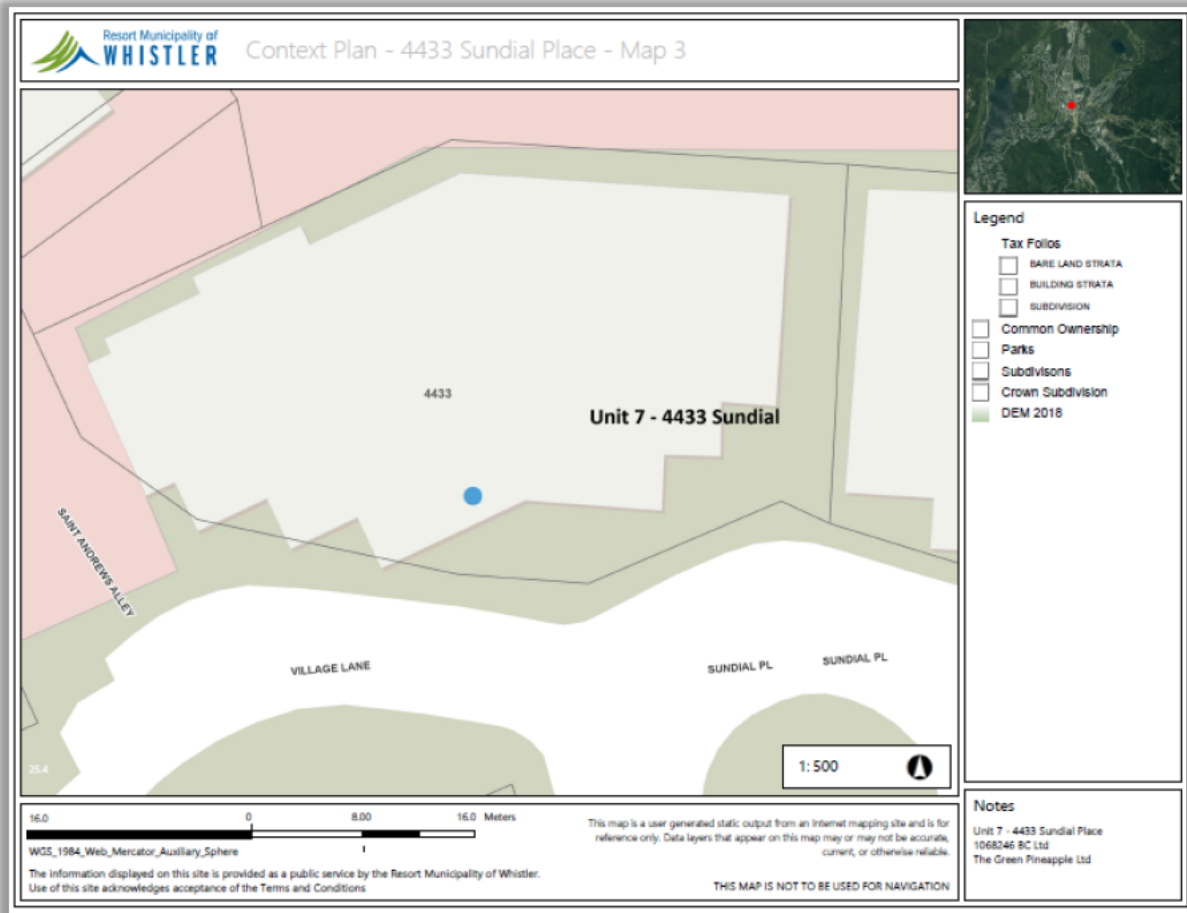 Resort Municipality of
WHISTLER
Context Plan - 4433 Sundial Place - Map 3
4433
Unit 7 - 4433 Sundial
SAINT ANDREWS ALLEY
VILLAGE LANE
SUNDIAL PL
SUNDIAL PL
25.4
1: 500
Legend
Tax Folios
BARE LAND STRATA
BUILDING STRATA
SUBDIVISION
Common Ownership
Parks
Subdivisons
Crown Subdivision
DEM 2018
16.0 0 8.00 16.0 Meters
WGS_1984_Web_Mercator_Auxiliary_Sphere
The information displayed on this site is provided as a public service by the Resort Municipality of Whistler.
Use of this site acknowledges acceptance of the Terms and Conditions
This map is a user generated static output from an Internet mapping site and is for
reference only. Data layers that appear on this map may or may not be accurate,
current, or otherwise reliable.
THIS MAP IS NOT TO BE USED FOR NAVIGATION
Notes
Unit 7 - 4433 Sundial Place
1068246 BC Ltd
The Green Pineapple Ltd